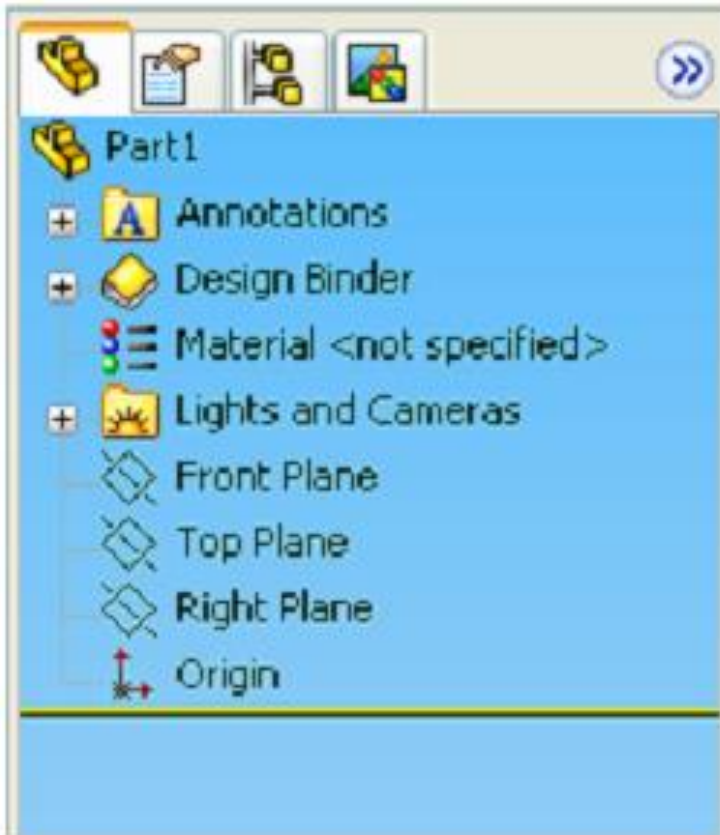 Part1
Annotations
Design Binder
Material <not specified>
Lights and Cameras
Front Plane
Top Plane
Right Plane
Origin